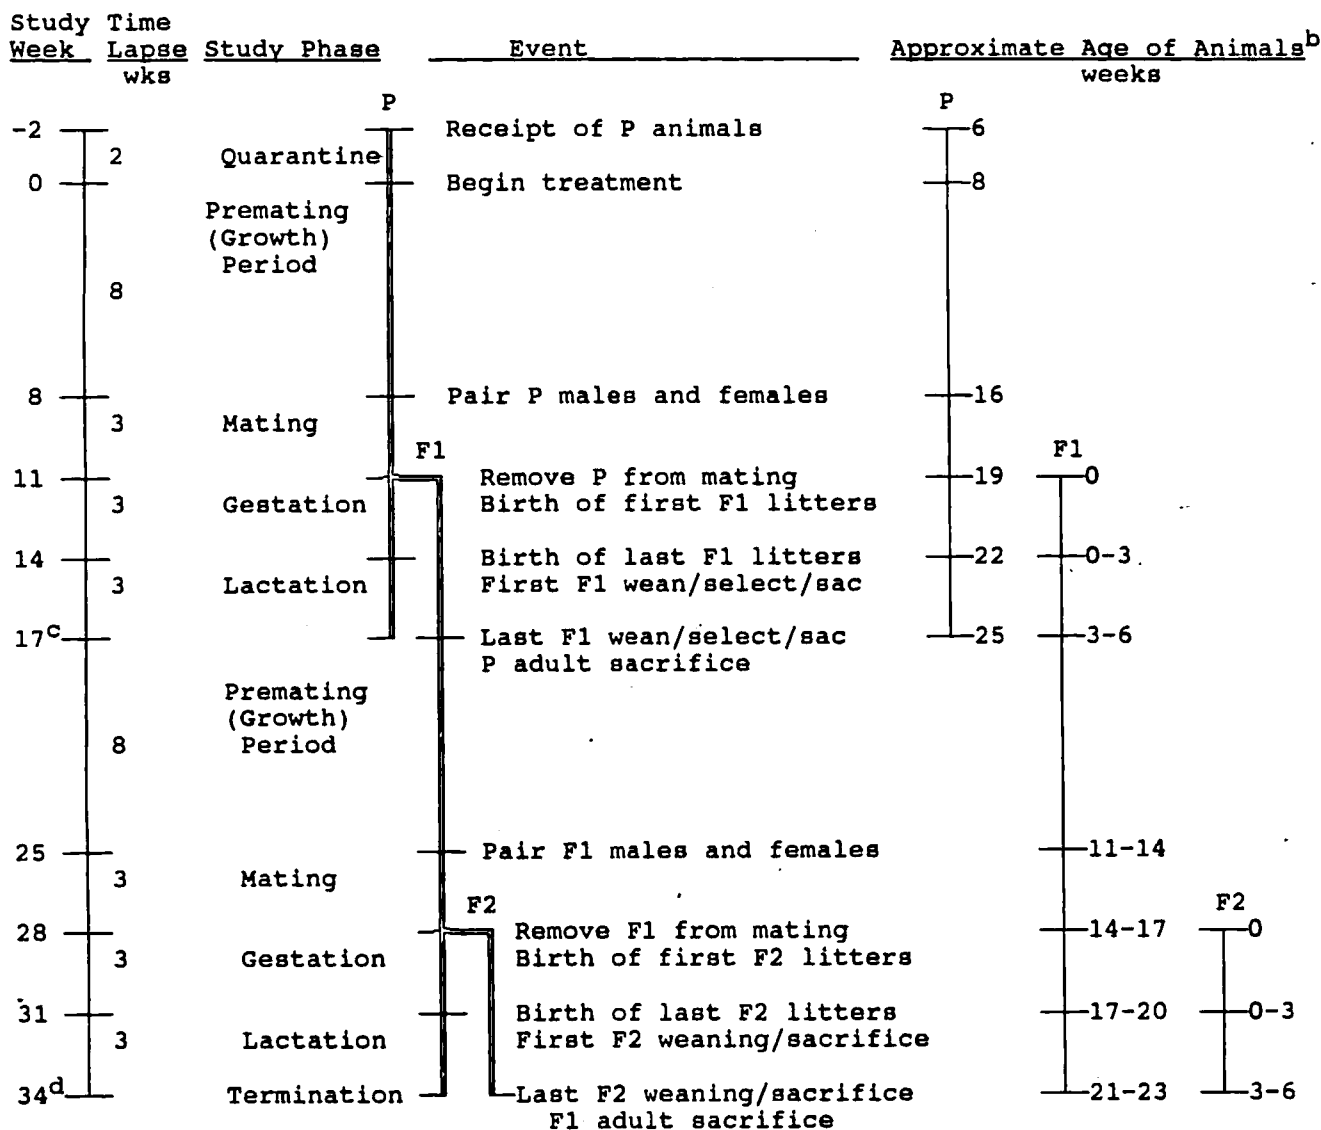 Study Time
Week Lapse Study Phase Event Approximate Age of Animals b
wks weeks
P P
-2 Receipt of P animals 6
2 Quarantine
0 Begin treatment 8
Premating
(Growth)
Period
8
8 Pair P males and females 16
3 Mating
F1 F1
11 Remove P from mating 19 0
3 Gestation Birth of first F1 litters
14 Birth of last F1 litters 22 0-3
3 Lactation First F1 wean/select/sac
17c Last F1 wean/select/sac 25 3-6
P adult sacrifice
Premating
(Growth)
8 Period
25 Pair F1 males and females 11-14
3 Mating
F2 F2
28 Remove F1 from mating 14-17 0
3 Gestation Birth of first F2 litters
31 Birth of last F2 litters 17-20 0-3
3 Lactation First F2 weaning/sacrifice
34d Termination Last F2 weaning/sacrifice 21-23 3-6
F1 adult sacrifice